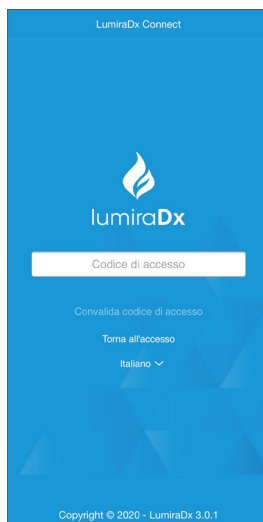 LumiraDx Connect
lumiraDx
Codice di accesso
Convalida codice di accesso
Torna all'accesso
Italiano
Copyright © 2020 - LumiraDx 3.0.1